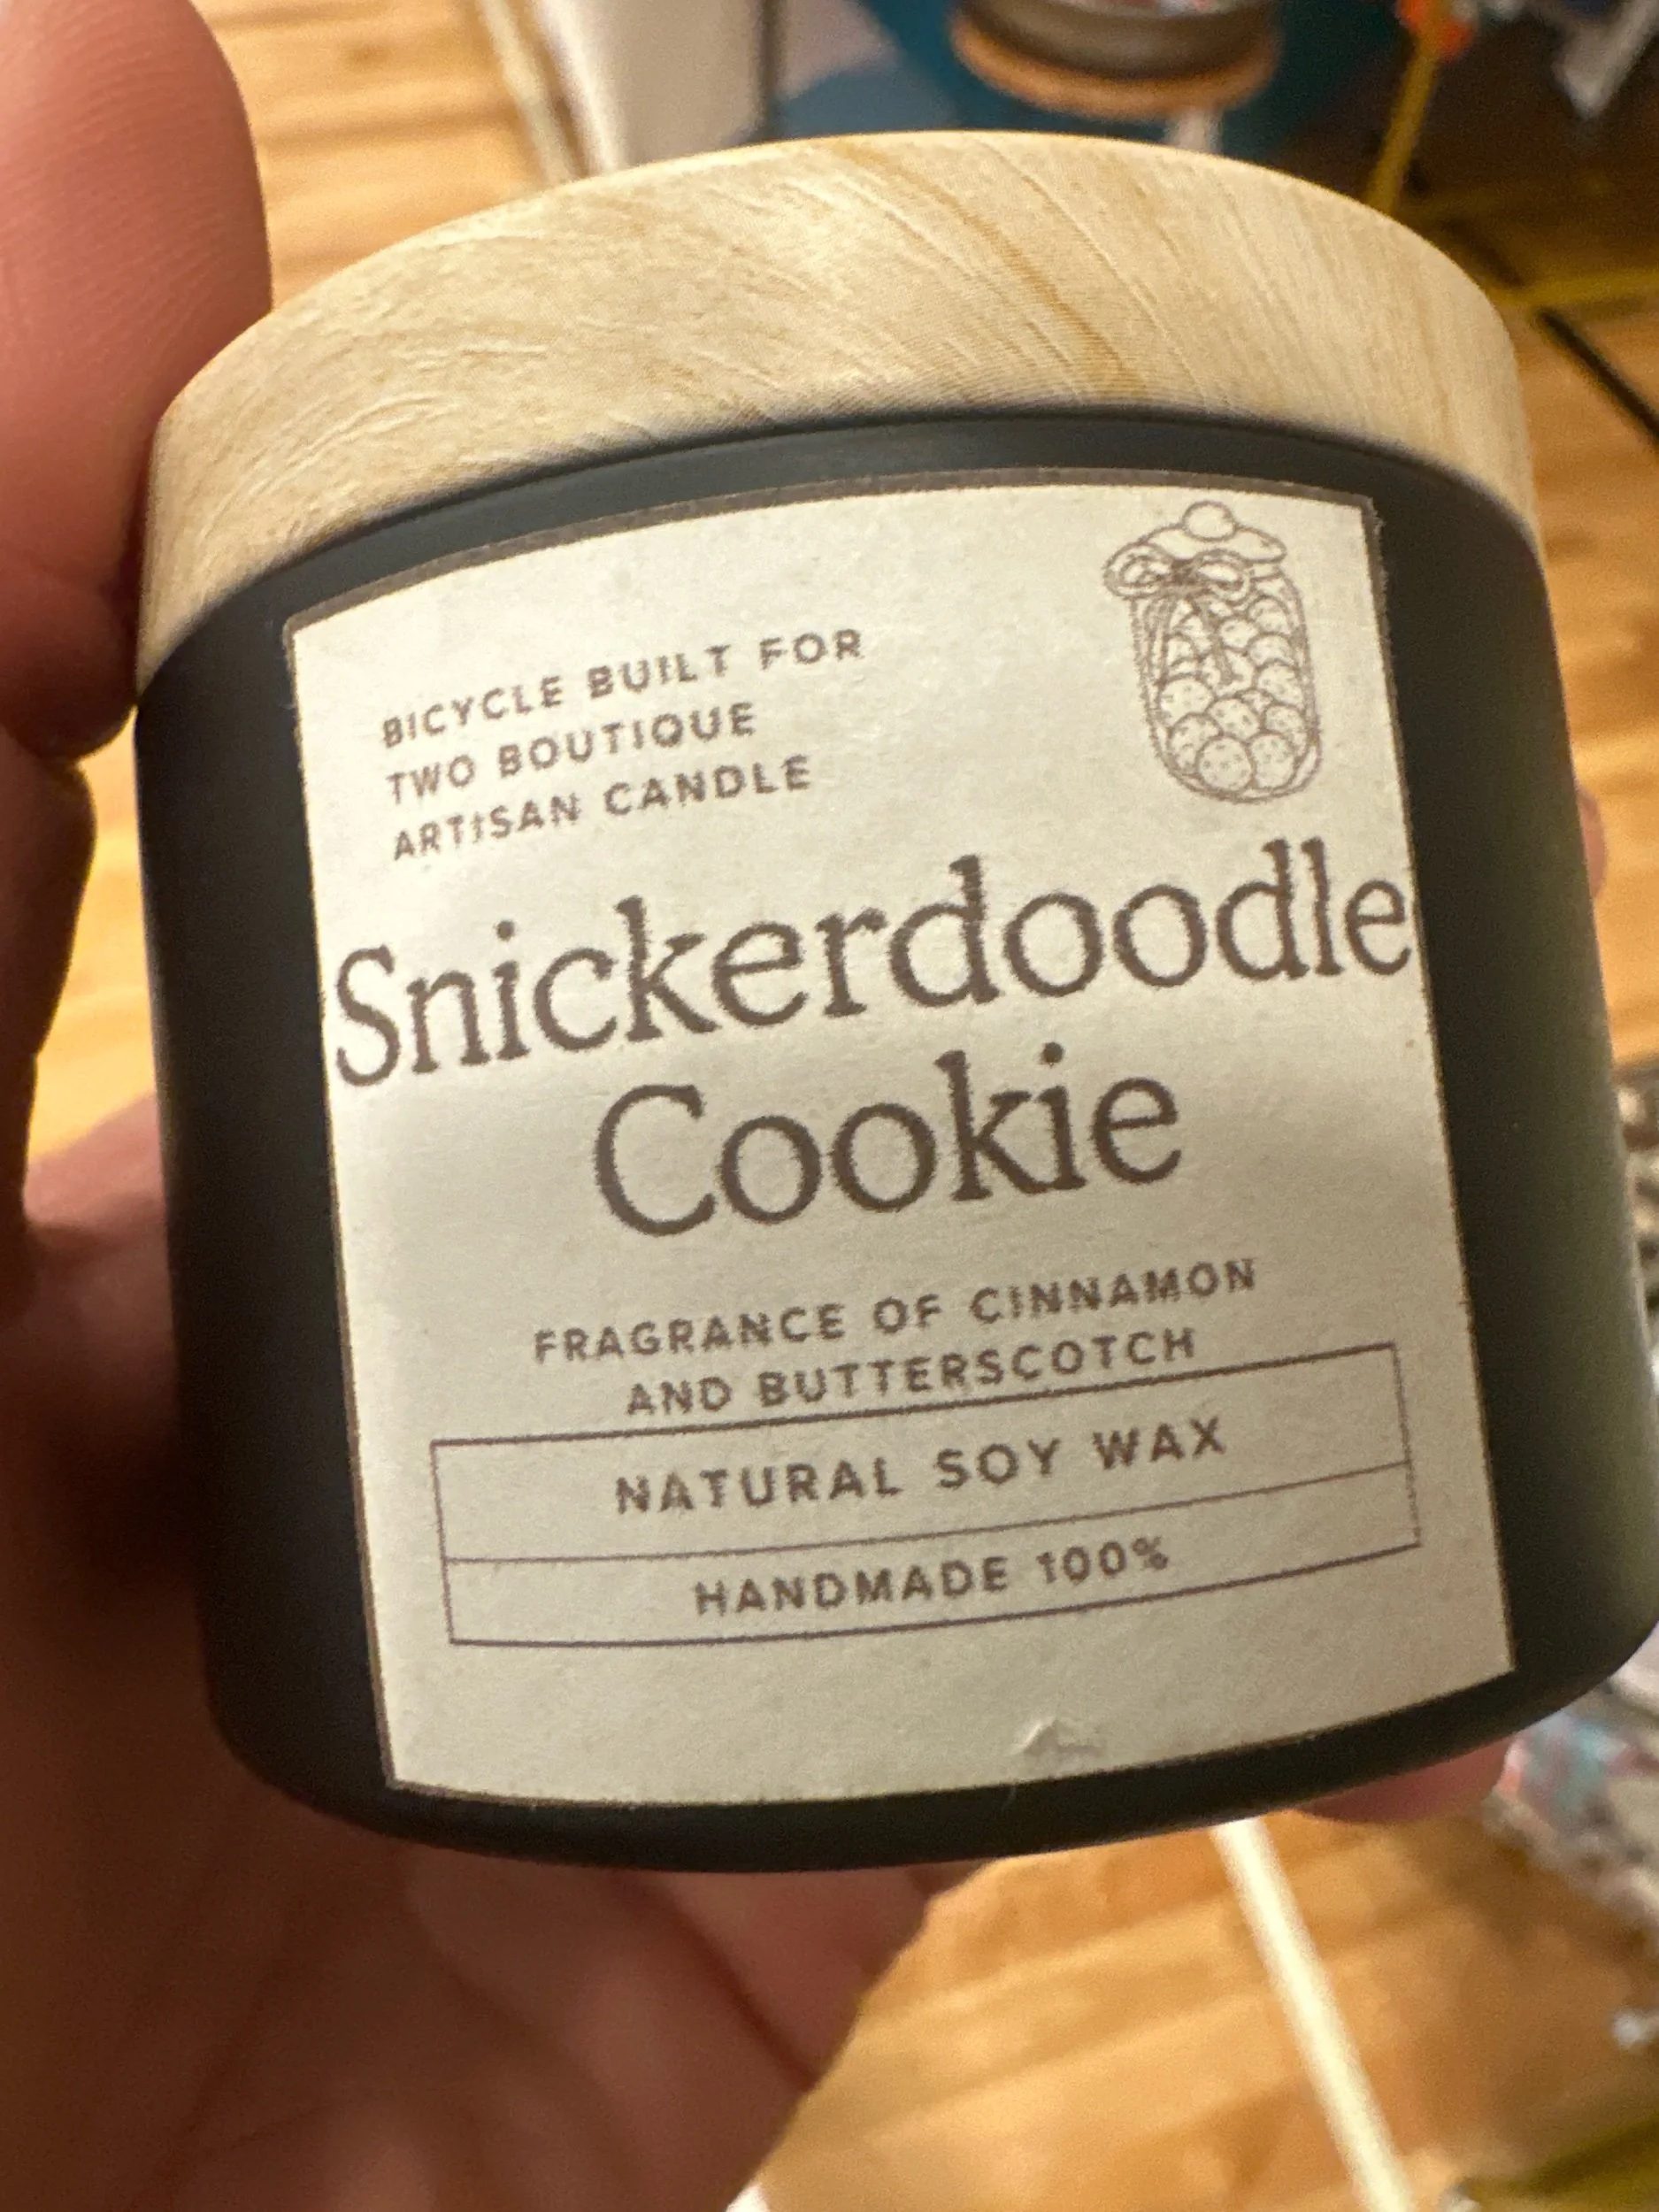 BICYCLE BUILT FOR
TWO BOUTIQUE
ARTISAN CANDLE
Snickerdoodle
Cookie
FRAGRANCE OF CINNAMON
AND BUTTERSCOTCH
NATURAL SOY WAX
HANDMADE 100%